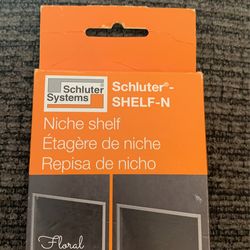 Schluter
Systems
Schluter®-
SHELF-N
Niche shelf
Étagère de niche
Repisa de nicho
Floral